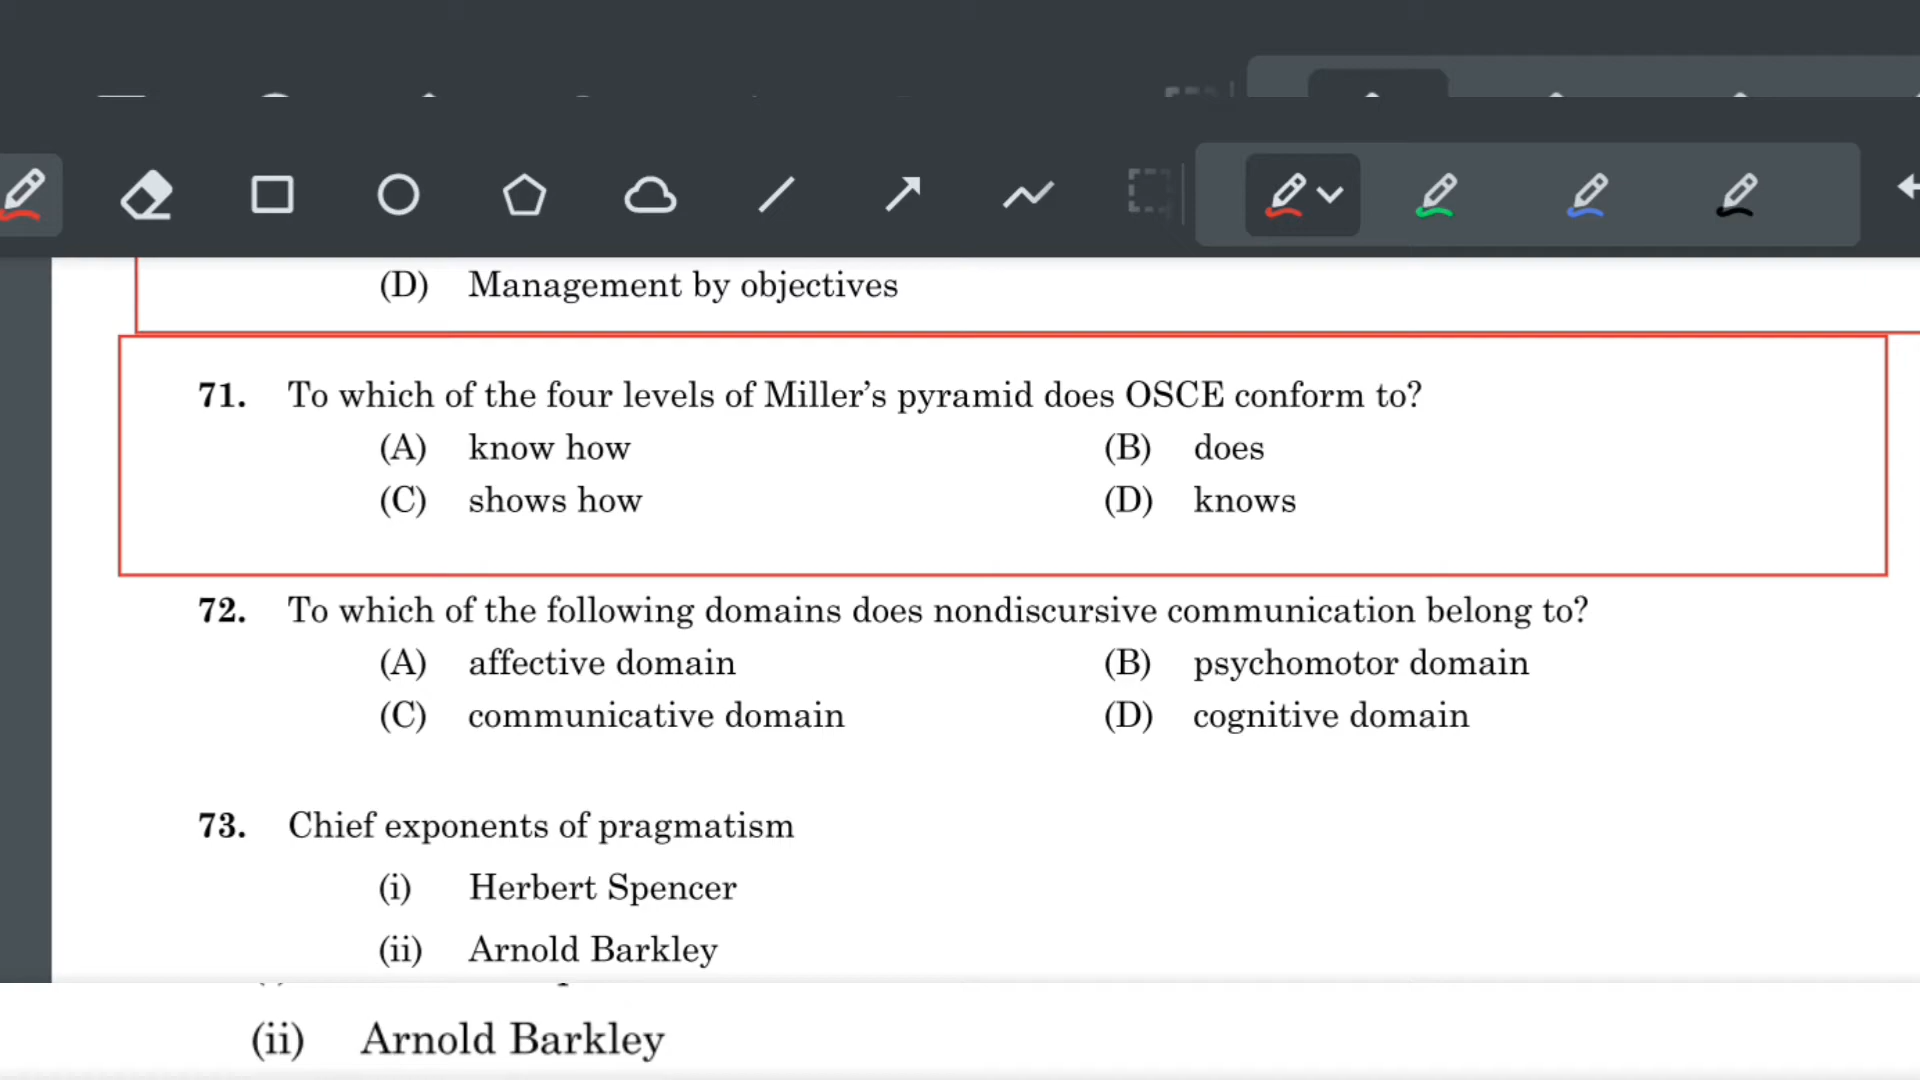 (D) Management by objectives
71. To which of the four levels of Miller's pyramid does OSCE conform to?
(A) know how (B) does
(C) shows how (D) knows
72. To which of the following domains does nondiscursive communication belong to?
(A) affective domain (B) psychomotor domain
(C) communicative domain (D) cognitive domain
73. Chief exponents of pragmatism
(i) Herbert Spencer
(ii) Arnold Barkley
(ii) Arnold Barkley